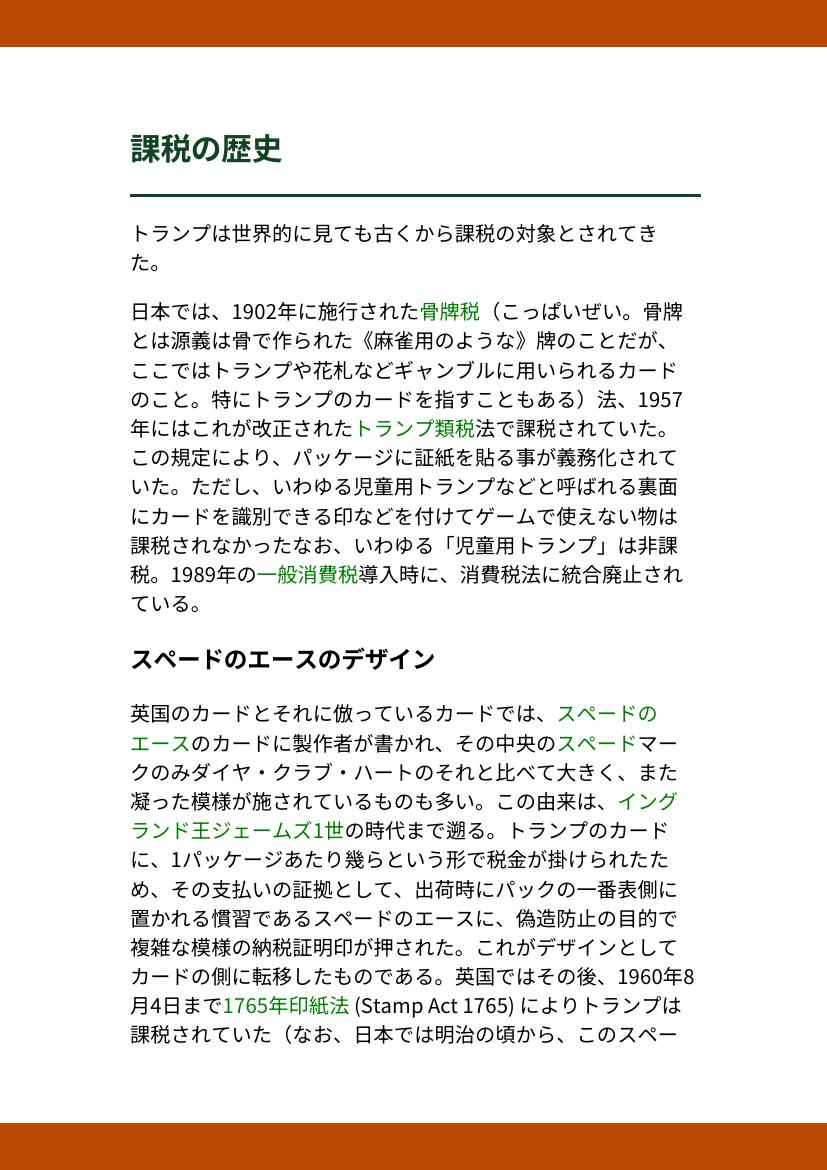 課税の歴史
トランプは世界的に見ても古くから課税の対象とされてき
た。
日本では、1902年に施行された骨牌税（こっぱいぜい。骨牌
とは源義は骨で作られた《麻雀用のような》牌のことだが、
ここではトランプや花札などギャンブルに用いられるカード
のこと。特にトランプのカードを指すこともある）法、1957
年にはこれが改正されたトランプ類税法で課税されていた。
この規定により、パッケージに証紙を貼る事が義務化されて
いた。ただし、いわゆる児童用トランプなどと呼ばれる裏面
にカードを識別できる印などを付けてゲームで使えない物は
課税されなかったなお、いわゆる「児童用トランプ」は非課
税。1989年の一般消費税導入時に、消費税法に統合廃止され
ている。
スペードのエースのデザイン
英国のカードとそれに倣っているカードでは、スペードの
エースのカードに製作者が書かれ、その中央のスペードマー
クのみダイヤ・クラブ・ハートのそれと比べて大きく、また
凝った模様が施されているものも多い。この由来は、イング
ランド王ジェームズ1世の時代まで遡る。トランプのカード
に、1パッケージあたり幾らという形で税金が掛けられたた
め、その支払いの証拠として、出荷時にパックの一番表側に
置かれる慣習であるスペードのエースに、偽造防止の目的で
複雑な模様の納税証明印が押された。これがデザインとして
カードの側に転移したものである。英国ではその後、1960年8
月4日まで1765年印紙法 (Stamp Act 1765) によりトランプは
課税されていた（なお、日本では明治の頃から、このスペー